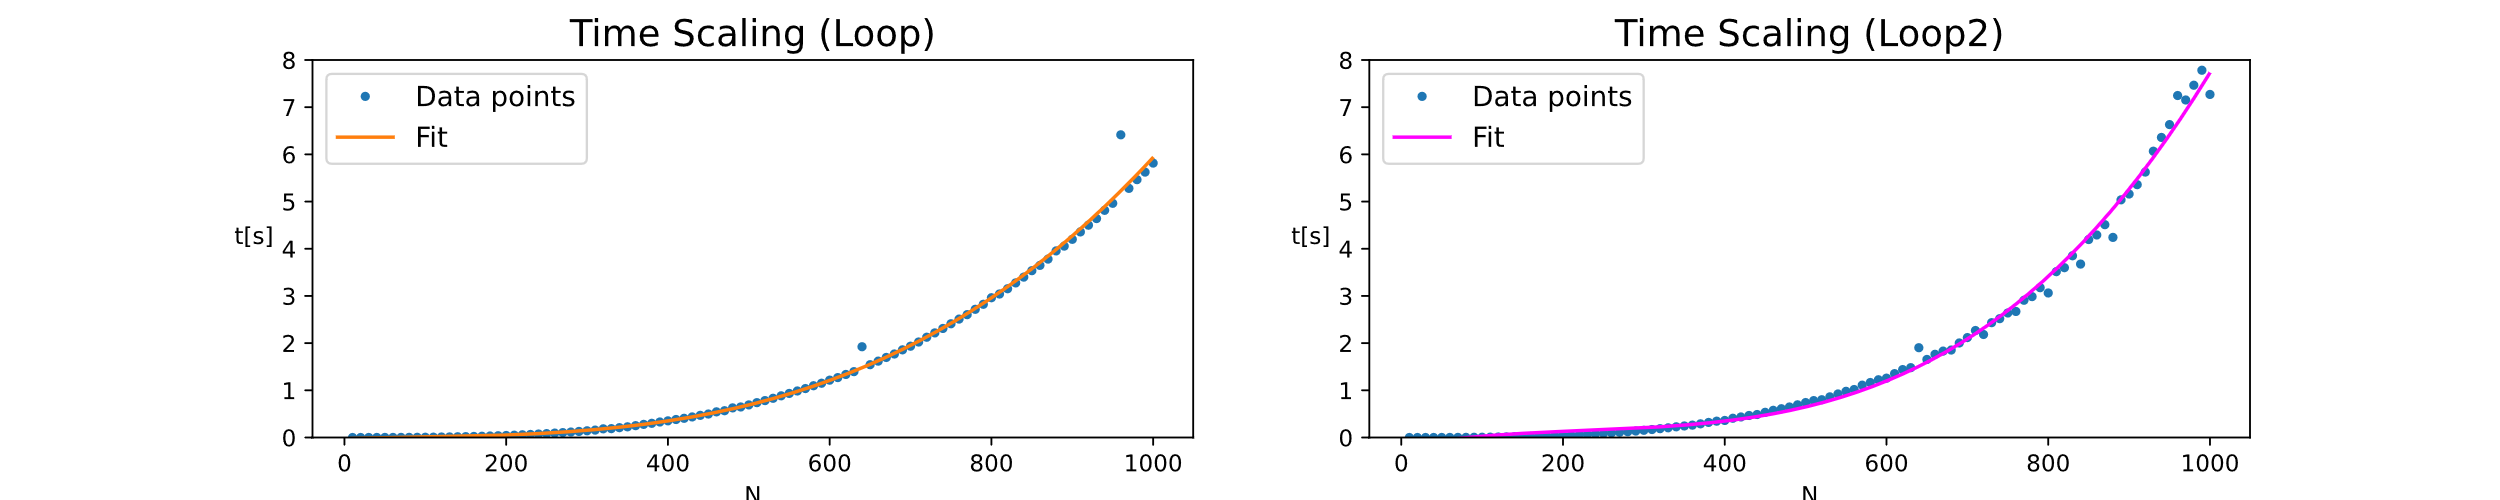 Time Scaling (Loop)
8
7
6
5
4
3
2
1
0
t[s]
Data points
Fit
0 200 400 600 800 1000
N
Time Scaling (Loop2)
8
7
6
5
4
3
2
1
0
t[s]
Data points
Fit
0 200 400 600 800 1000
N